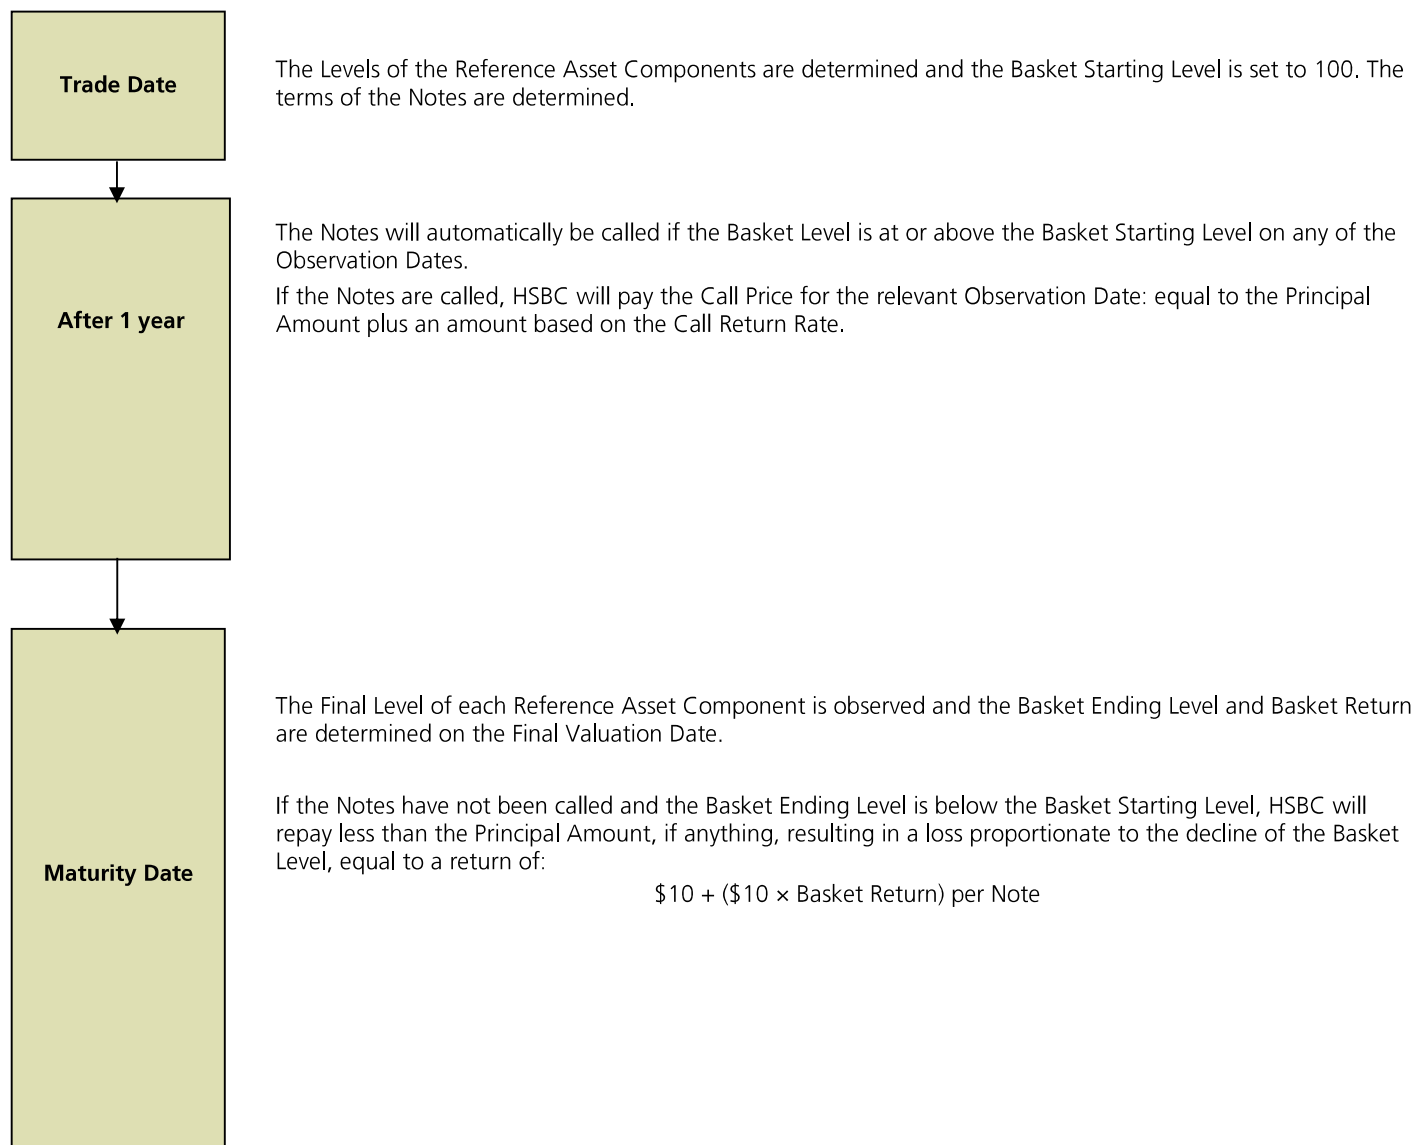 Trade Date
The Levels of the Reference Asset Components are determined and the Basket Starting Level is set to 100. The
terms of the Notes are determined.
After 1 year
The Notes will automatically be called if the Basket Level is at or above the Basket Starting Level on any of the
Observation Dates.
If the Notes are called, HSBC will pay the Call Price for the relevant Observation Date: equal to the Principal
Amount plus an amount based on the Call Return Rate.
Maturity Date
The Final Level of each Reference Asset Component is observed and the Basket Ending Level and Basket Return
are determined on the Final Valuation Date.
If the Notes have not been called and the Basket Ending Level is below the Basket Starting Level, HSBC will
repay less than the Principal Amount, if anything, resulting in a loss proportionate to the decline of the Basket
Level, equal to a return of:
$10 + ($10 × Basket Return) per Note